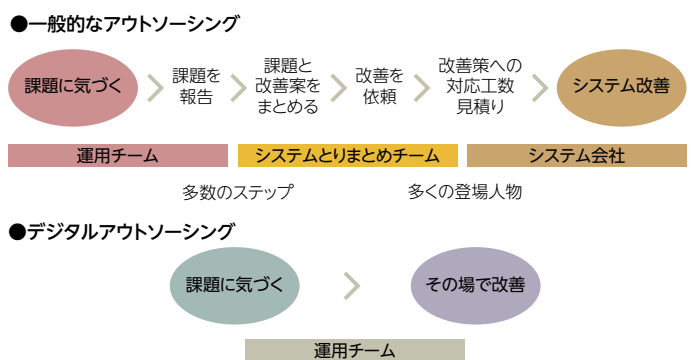 ●一般的なアウトソーシング
課題に気づく
課題を
報告
課題と
改善案を
まとめる
改善を
依頼
改善策への
対応工数
見積り
システム改善
運用チーム
システムとりまとめチーム
システム会社
多数のステップ
多くの登場人物
●デジタルアウトソーシング
課題に気づく
その場で改善
運用チーム